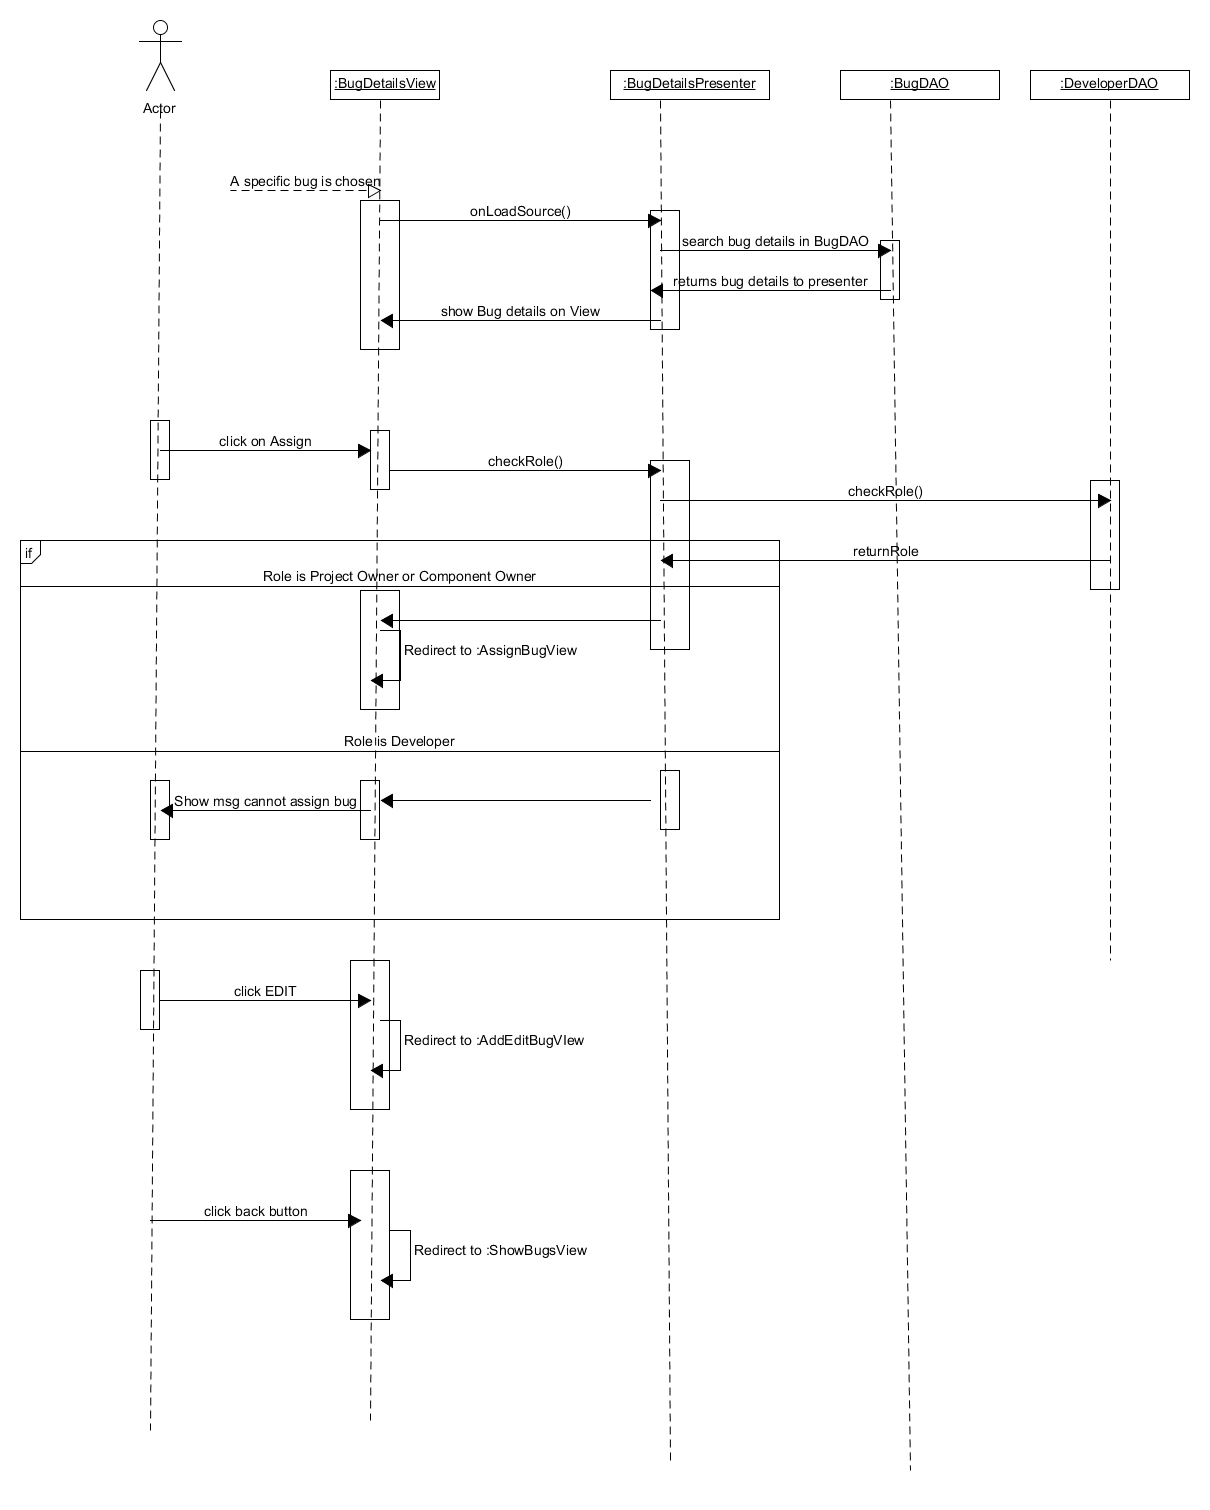 :BugDetailsView
:BugDetailsPresenter
:BugDAO
:DeveloperDAO
Actor
A specific bug is chosen
onLoadSource()
search bug details in BugDAO
returns bug details to presenter
show Bug details on View
click on Assign
checkRole()
checkRole()
returnRole
if
Role is Project Owner or Component Owner
Redirect to :AssignBugView
Role is Developer
Show msg cannot assign bug
click EDIT
Redirect to :AddEditBugVIew
click back button
Redirect to :ShowBugsView